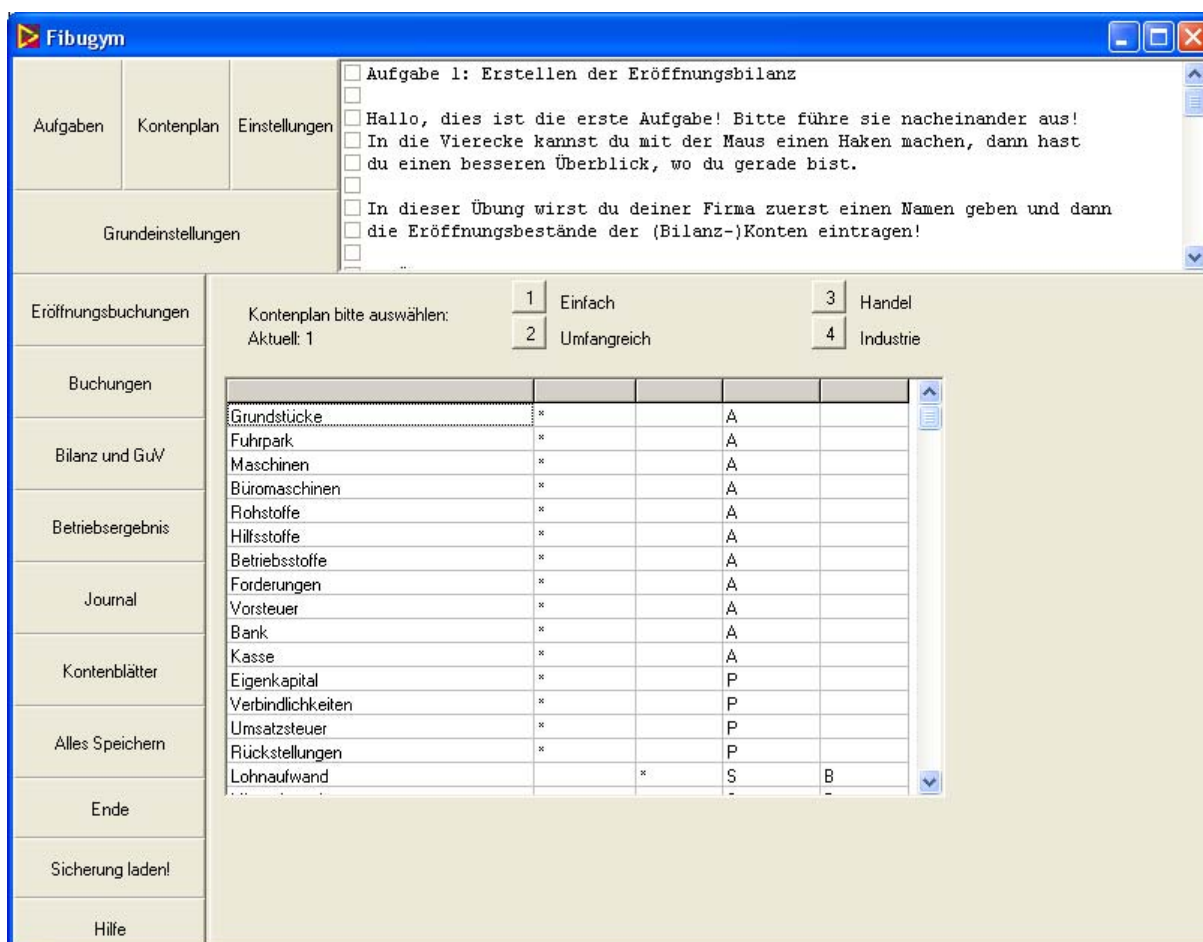 Fibugym
Aufgaben
Kontenplan
Einstellungen
Grundeinstellungen
Aufgabe 1: Erstellen der Eröffnungsbilanz
Hallo, dies ist die erste Aufgabe! Bitte führe sie nacheinander aus!
In die Vierecke kannst du mit der Maus einen Haken machen, dann hast
du einen besseren Überblick, wo du gerade bist.
In dieser Übung wirst du deiner Firma zuerst einen Namen geben und dann
die Eröffnungsbestände der (Bilanz-)Konten eintragen!
Eröffnungsbuchungen
Buchungen
Bilanz und GuV
Betriebsergebnis
Journal
Kontenblätter
Alles Speichern
Ende
Sicherung laden!
Hilfe
Kontenplan bitte auswählen:
Aktuell: 1
1 Einfach
2 Umfangreich
3 Handel
4 Industrie
Grundstücke * A
Fuhrpark * A
Maschinen * A
Büromaschinen * A
Rohstoffe * A
Hilfsstoffe * A
Betriebsstoffe * A
Forderungen * A
Vorsteuer * A
Bank * A
Kasse * A
Eigenkapital * P
Verbindlichkeiten * P
Umsatzsteuer * P
Rückstellungen * P
Lohnaufwand * S B